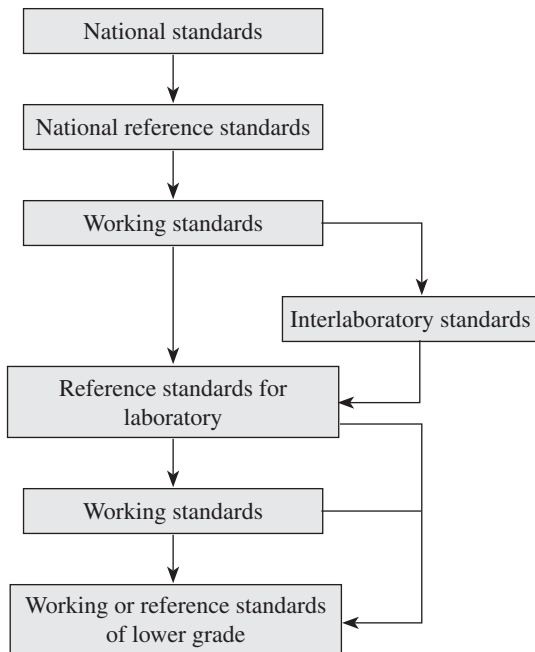 National standards
National reference standards
Working standards
Interlaboratory standards
Reference standards for
laboratory
Working standards
Working or reference standards
of lower grade